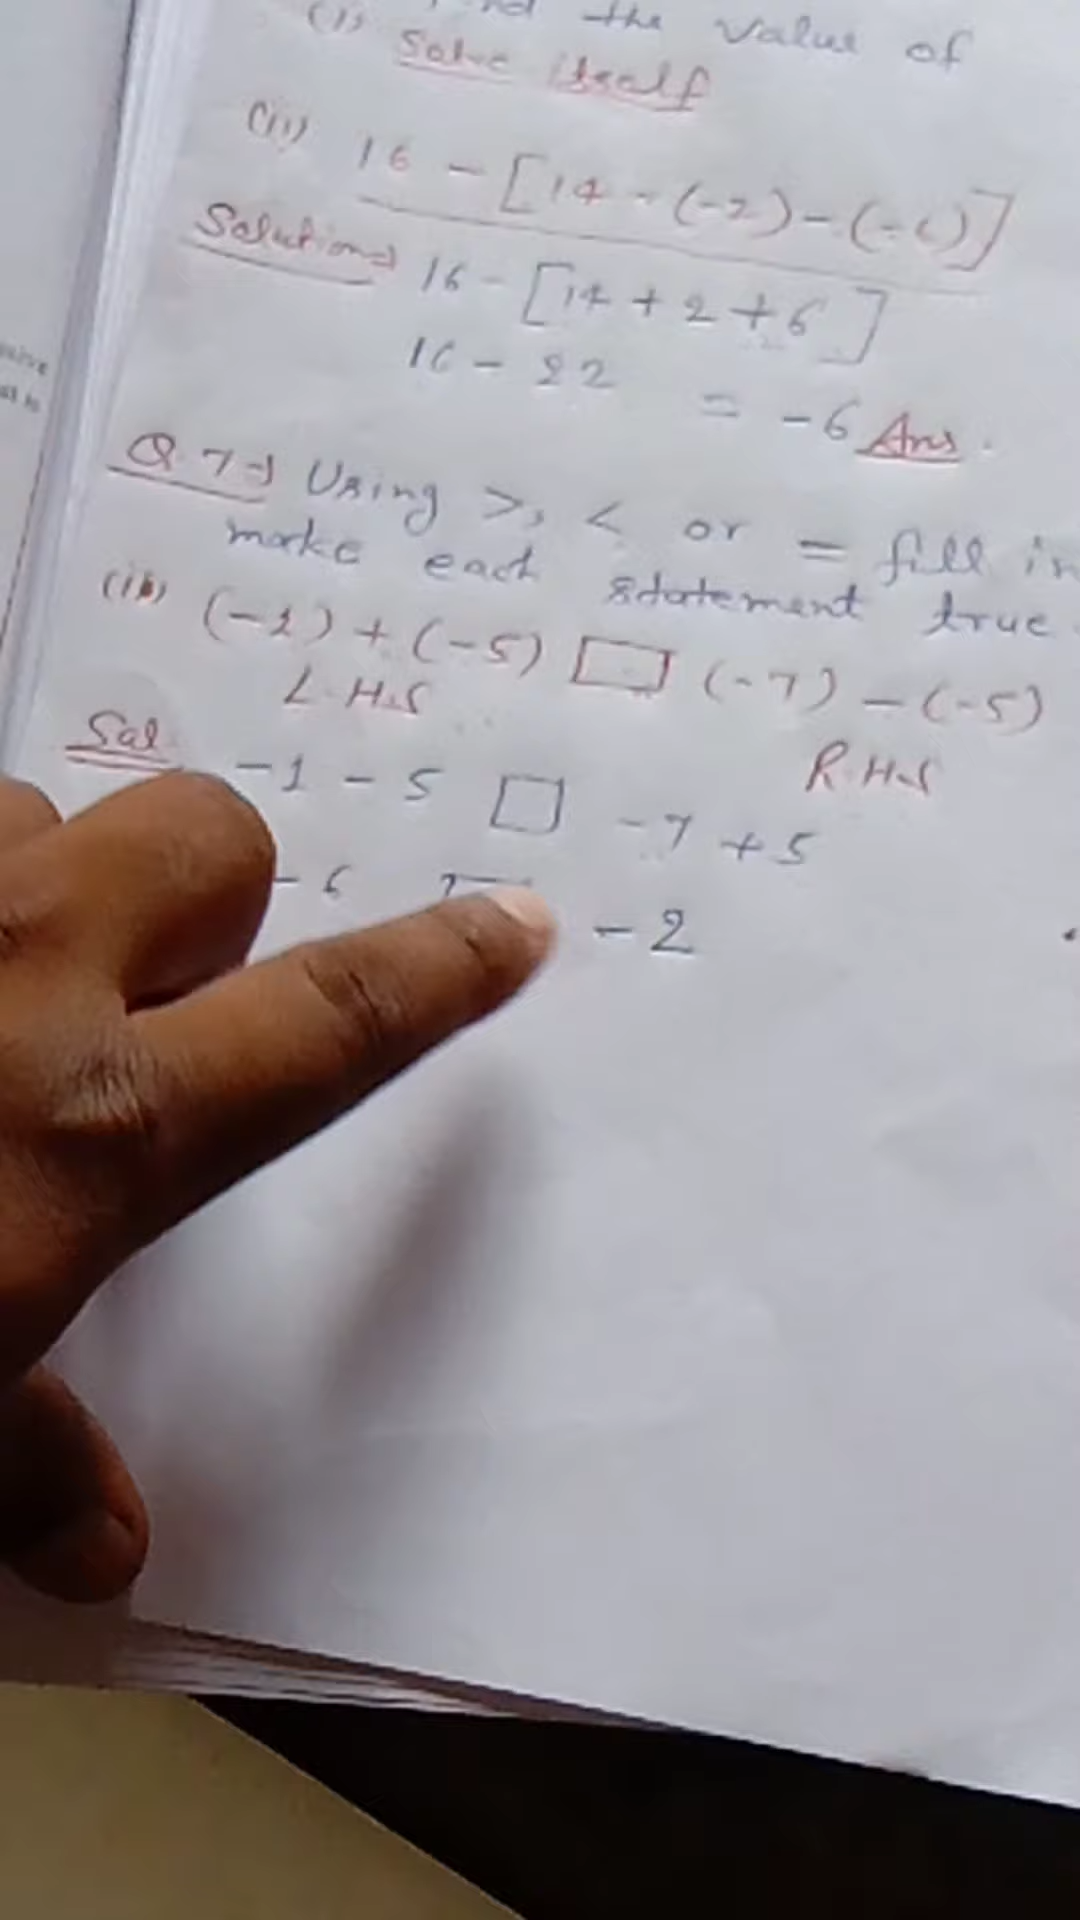 the value of
(i) Solve itself
(ii) 16 - [14 - (-2) - (-6)]
Solution⇒ 16 - [14 + 2 + 6]
16 - 22 = -6 Ans.
Q.7⇒ Using >, < or = fill in
make each statement true.
(-1) + (-5) □ (-7) - (-5)
L.H.S R.H.S
Sol -1 - 5 □ -7 + 5
-6 -2